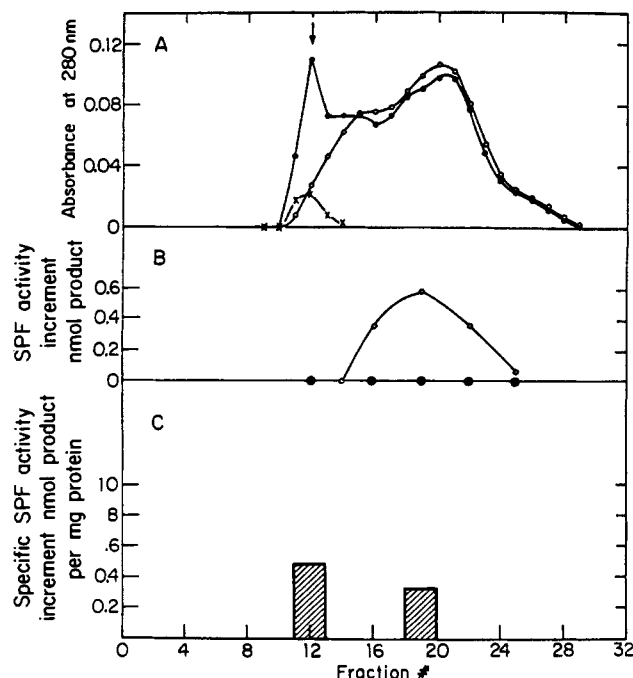 A
Absorbance at 280 nm
0.12
0.08
0.04
0
B
SPF activity
increment
nmol product
0.6
0.4
0.2
0
C
Specific SPF activity
increment nmol product
per mg protein
10
.8
.6
0.4
0.2
0 4 8 12 16 20 24 28 32
Fraction #